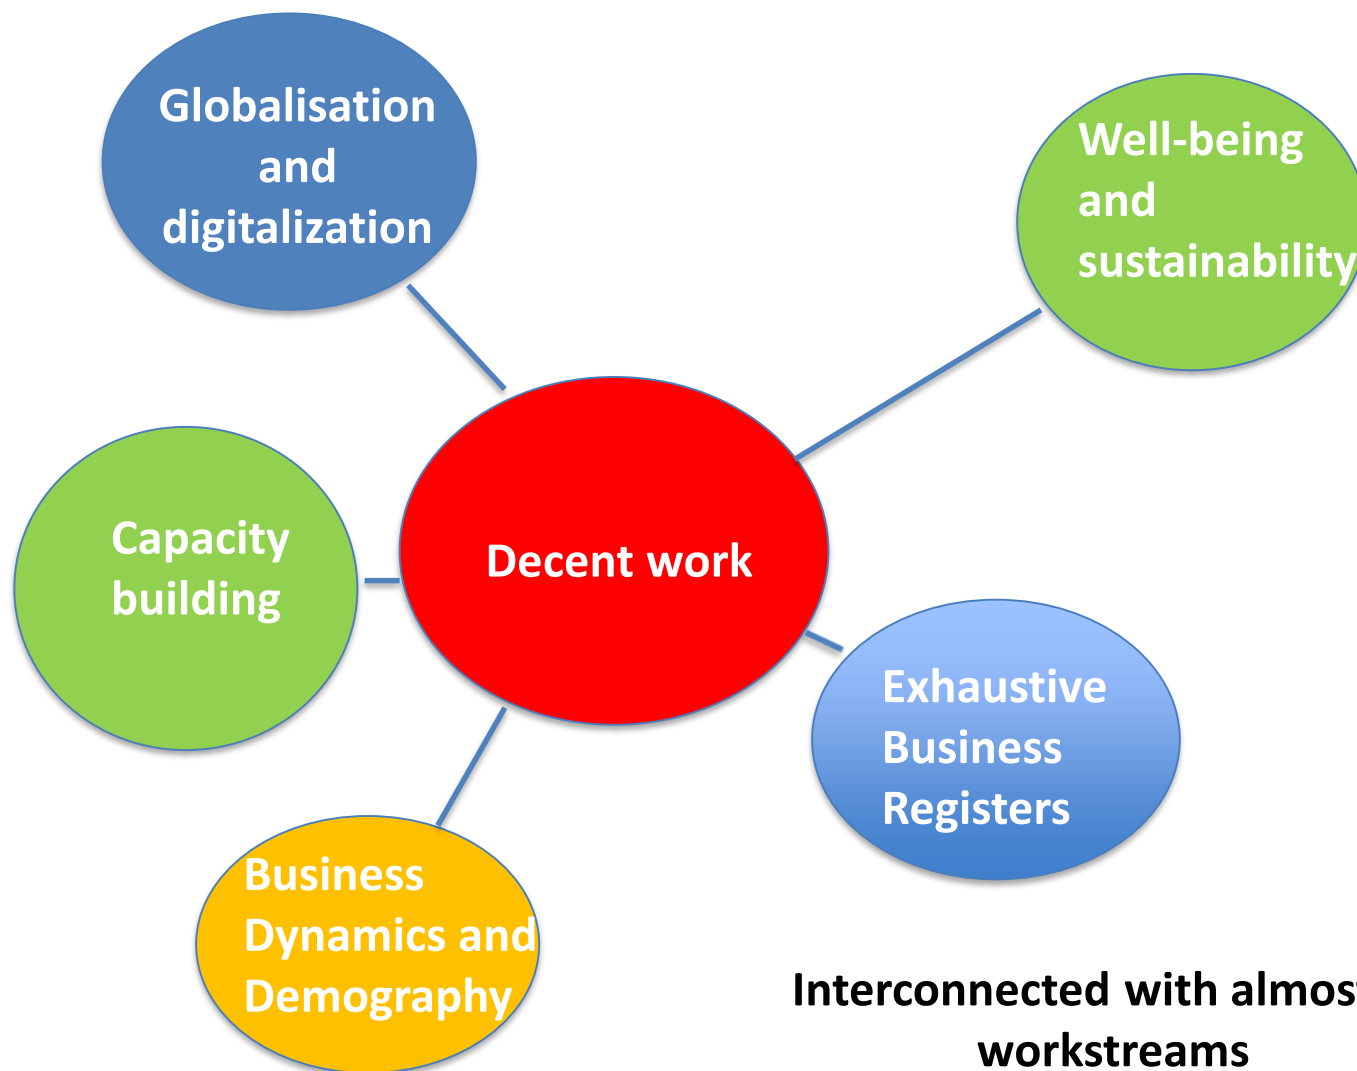 Globalisation
and
digitalization
Well-being
and
sustainability
Capacity
building
Decent work
Exhaustive
Business
Registers
Business
Dynamics and
Demography
Interconnected with almost
workstreams